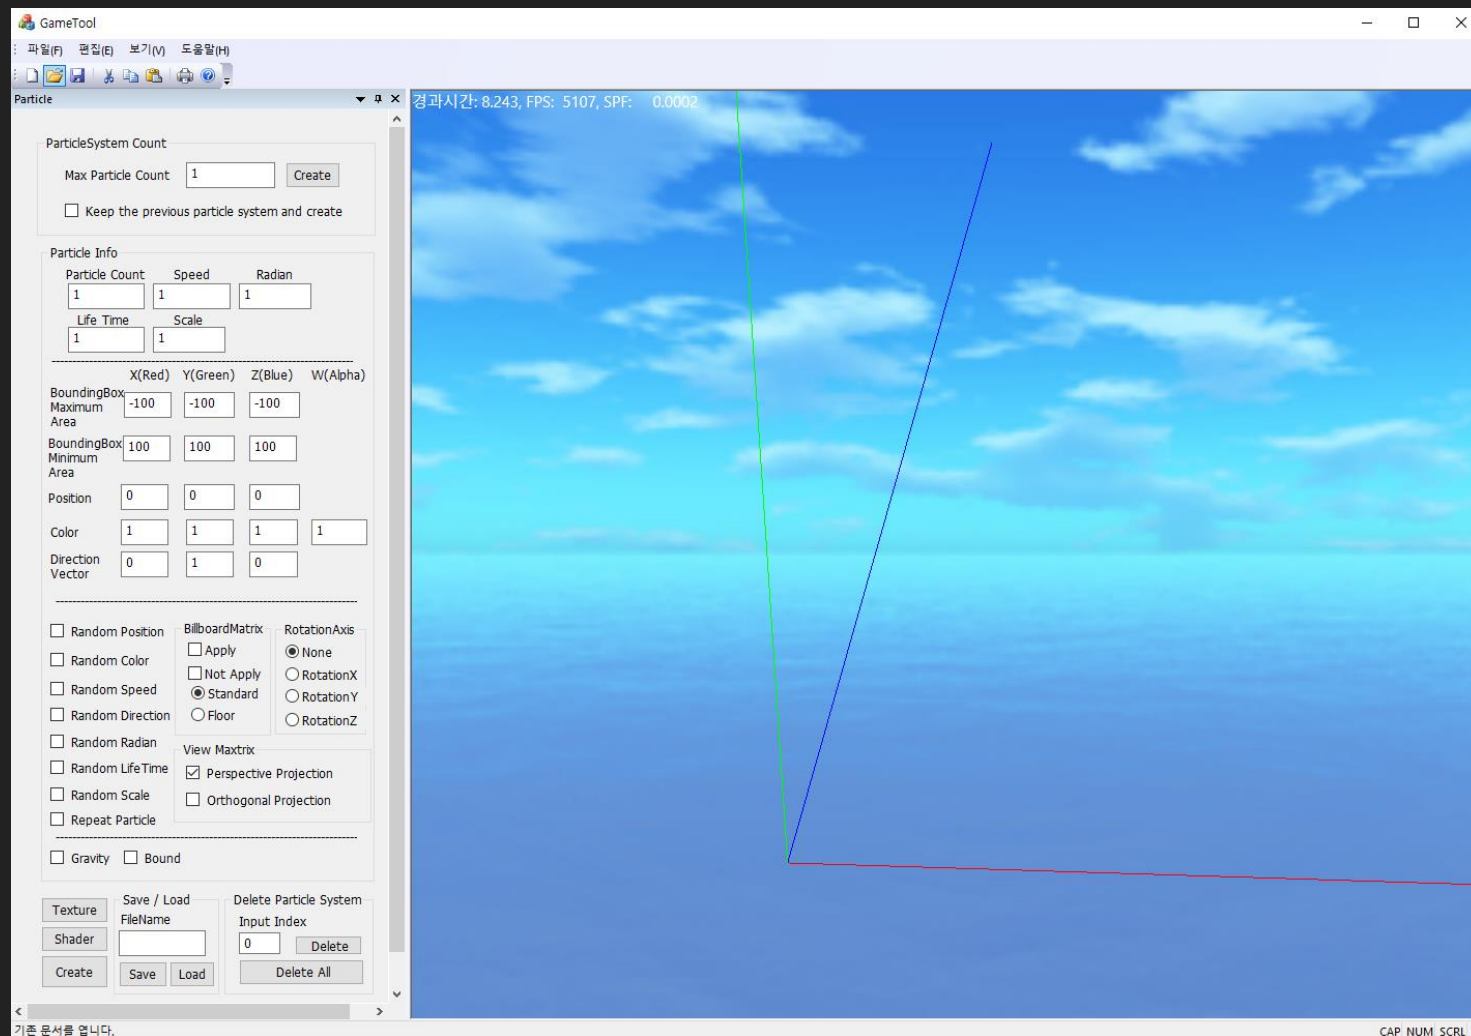 GameTool
파일(F) 편집(E) 보기(V) 도움말(H)
Particle
경과시간: 8.243, FPS: 5107, SPF: 0.0002
ParticleSystem Count
Max Particle Count 1 Create
Keep the previous particle system and create
Particle Info
Particle Count Speed Radian
1 1 1
Life Time Scale
1 1
X(Red) Y(Green) Z(Blue) W(Alpha)
BoundingBox
Maximum
Area
-100 -100 -100
BoundingBox
Minimum
Area
100 100 100
Position 0 0 0
Color 1 1 1 1
Direction
Vector
0 1 0
Random Position
Random Color
Random Speed
Random Direction
Random Radian
Random LifeTime
Random Scale
Repeat Particle
BillboardMatrix
Apply
Not Apply
Standard
Floor
RotationAxis
None
RotationX
RotationY
RotationZ
View Maxtrix
Perspective Projection
Orthogonal Projection
Gravity Bound
Texture
Shader
Create
Save / Load
FileName
Save Load
Delete Particle System
Input Index
0 Delete
Delete All
기존 문서를 엽니다.
CAP NUM SCRL